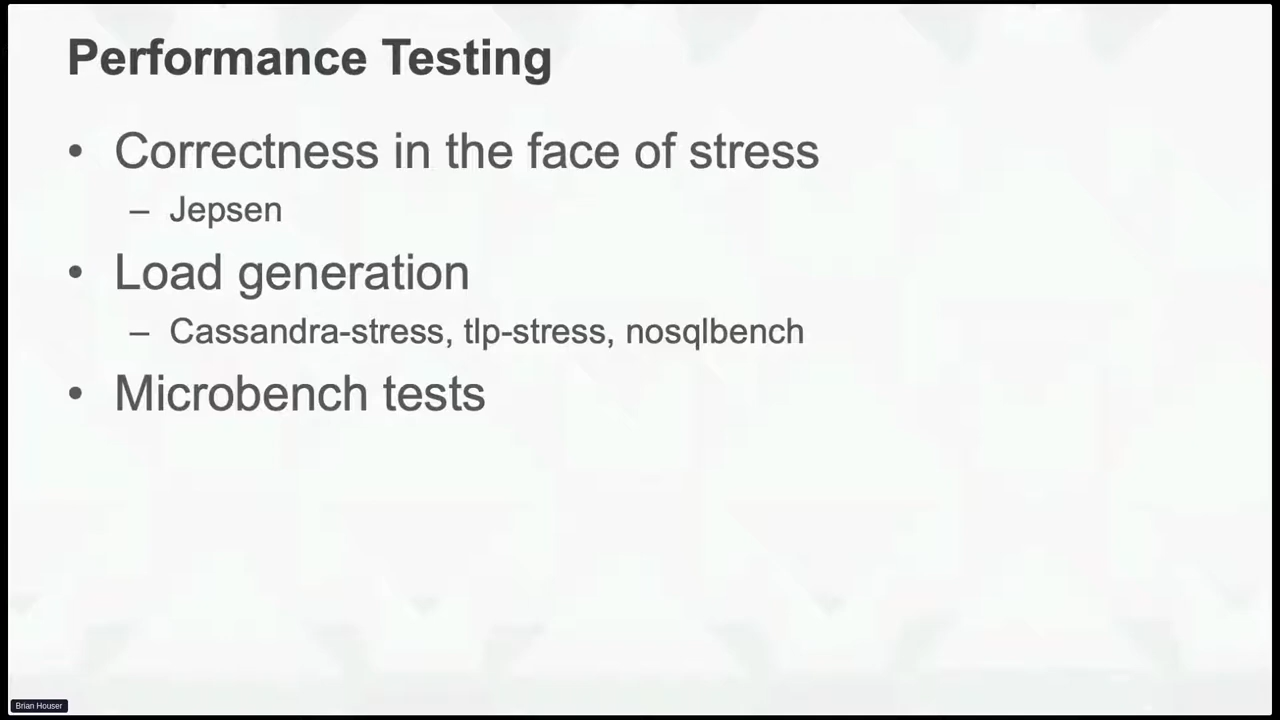 Performance Testing
• Correctness in the face of stress
– Jepsen
• Load generation
– Cassandra-stress, tlp-stress, nosqlbench
• Microbench tests
Brian Houser